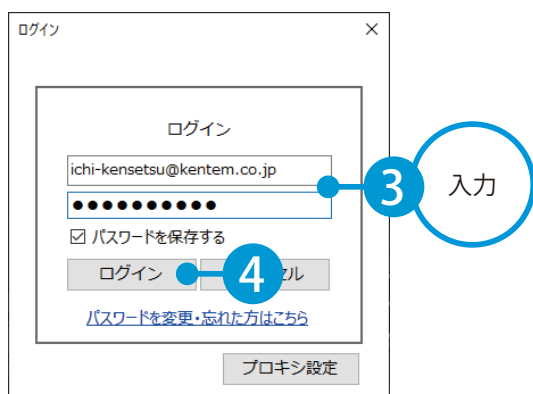 ログイン
ログイン
ichi-kensetsu@kentem.co.jp
●●●●●●●●●●
3
入力
パスワードを保存する
ログイン
4
ル
パスワードを変更・忘れた方はこちら
プロキシ設定